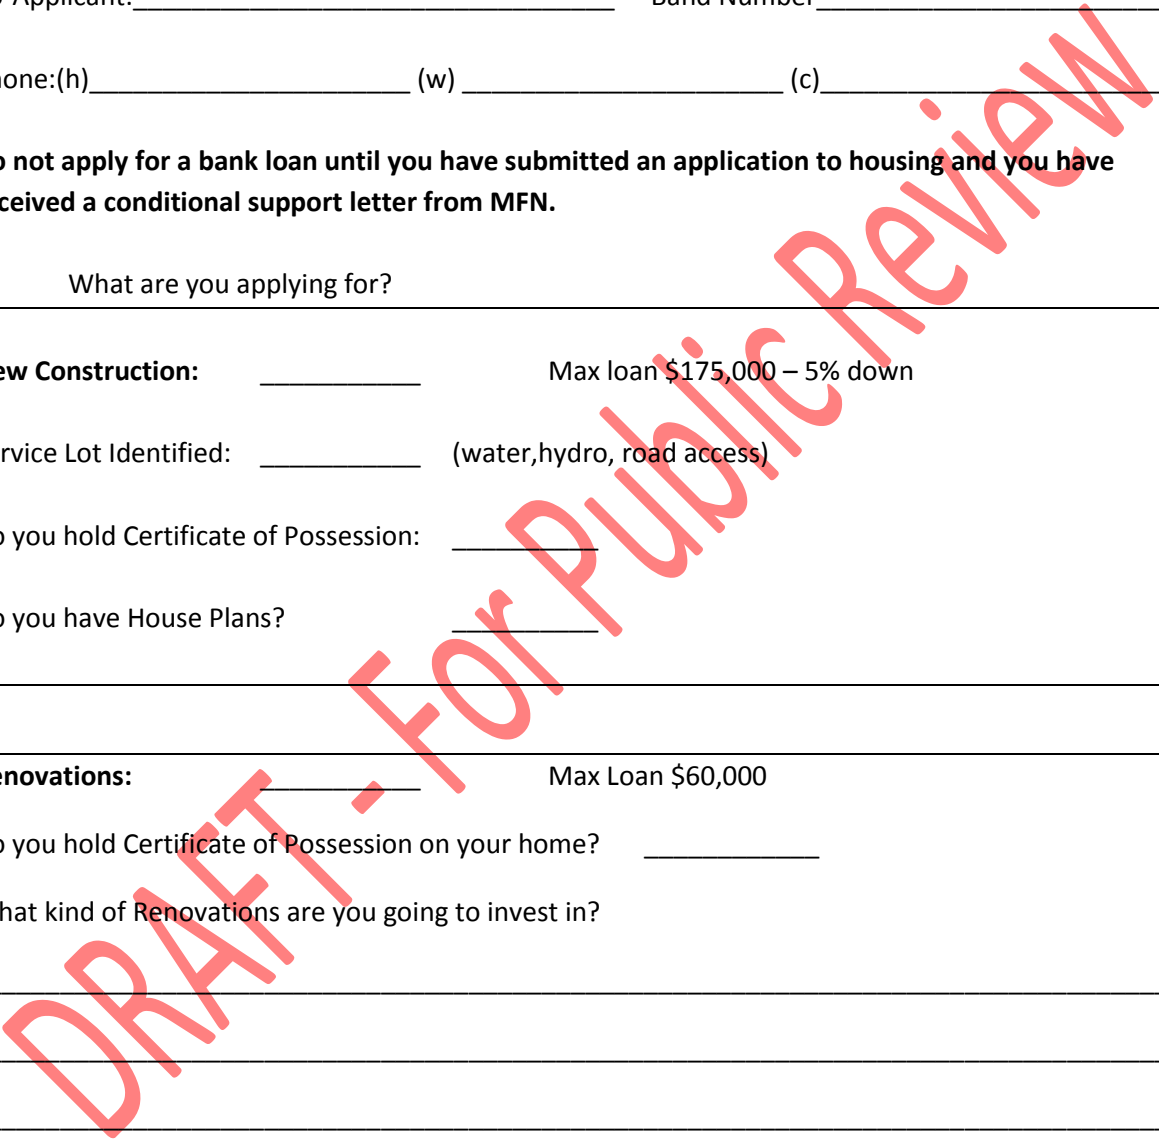 Applicant:_________________________________ Band Number________________________
one:(h)______________________ (w) ______________________ (c)________________________
o not apply for a bank loan until you have submitted an application to housing and you have
ceived a conditional support letter from MFN.
What are you applying for?
ew Construction: ___________ Max loan $175,000 – 5% down
rvice Lot Identified: ___________ (water,hydro, road access)
o you hold Certificate of Possession: __________
o you have House Plans? __________
enovations: ___________ Max Loan $60,000
o you hold Certificate of Possession on your home? ____________
hat kind of Renovations are you going to invest in?
DRAFT - For Public Review